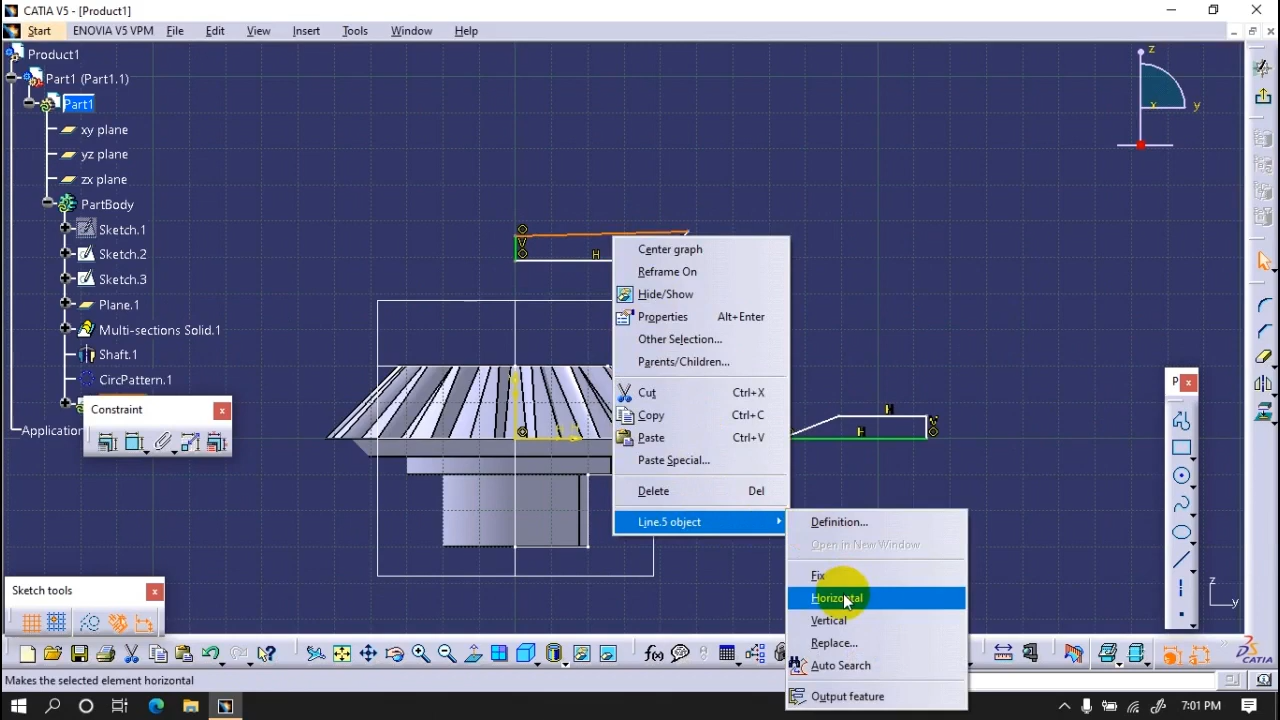 CATIA V5 - [Product1]
Start ENOVIA V5 VPM File Edit View Insert Tools Window Help
Product1
Part1 (Part1.1)
Part1
xy plane
yz plane
zx plane
PartBody
Sketch.1
Sketch.2
Sketch.3
Plane.1
Multi-sections Solid.1
Shaft.1
CircPattern.1
Constraint
Applications
Sketch tools
z
x
y
V
H
H
H
V
Center graph
Reframe On
Hide/Show
Properties Alt+Enter
Other Selection...
Parents/Children...
Cut Ctrl+X
Copy Ctrl+C
Paste Ctrl+V
Paste Special...
Delete Del
Line.5 object
Definition...
Open in New Window
Fix
Horizontal
Vertical
Replace...
Auto Search
Output feature
P
z
y
CATIA
Makes the selected element horizontal
7:01 PM